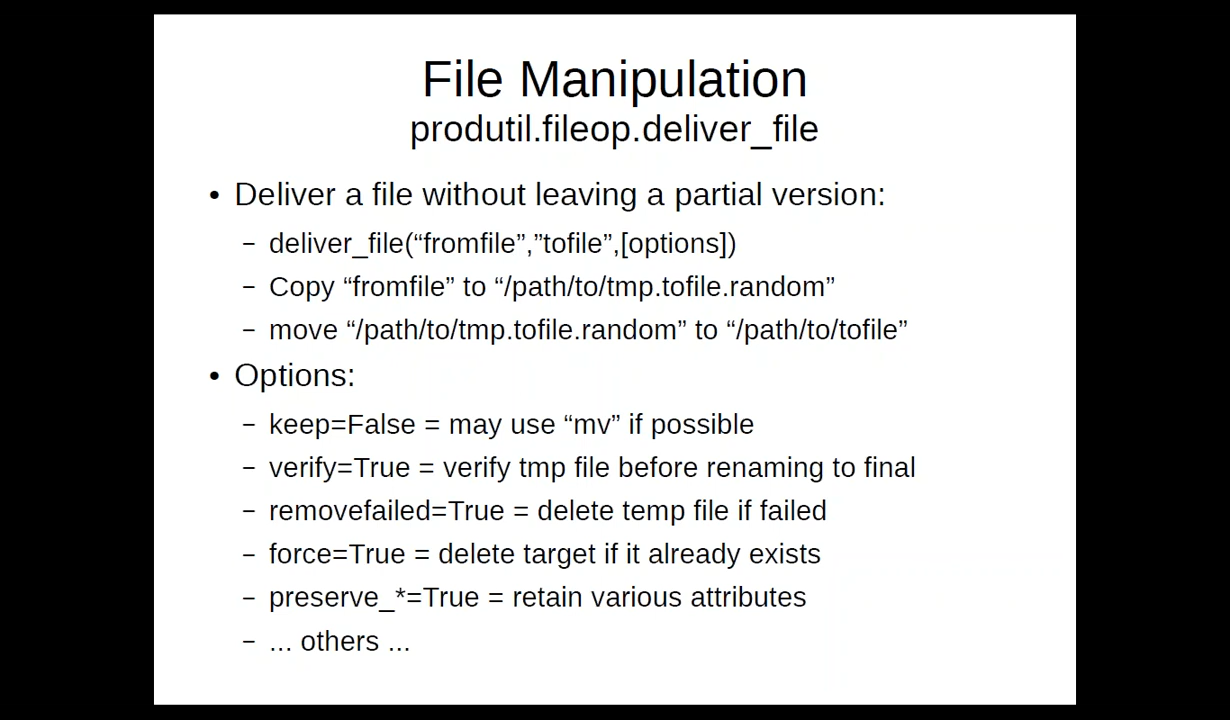 File Manipulation
produtil.fileop.deliver_file
• Deliver a file without leaving a partial version:
– deliver_file(“fromfile”,”tofile”,[options])
– Copy “fromfile” to “/path/to/tmp.tofile.random”
– move “/path/to/tmp.tofile.random” to “/path/to/tofile”
• Options:
– keep=False = may use “mv” if possible
– verify=True = verify tmp file before renaming to final
– removefailed=True = delete temp file if failed
– force=True = delete target if it already exists
– preserve_*=True = retain various attributes
– ... others ...